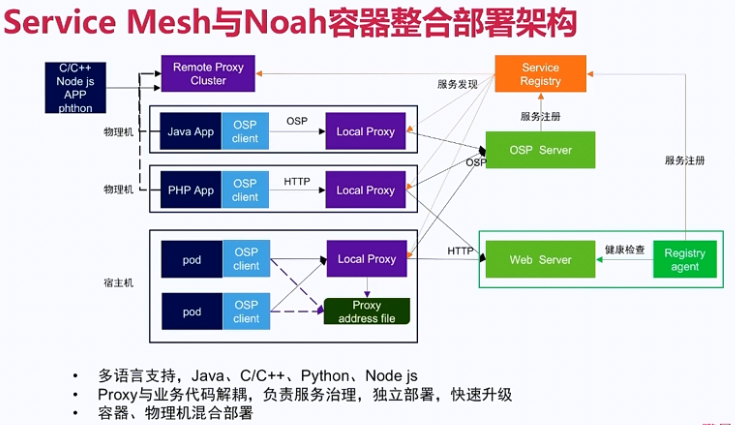 Service Mesh与Noah容器整合部署架构
C/C++
Node js
APP
phthon
Remote Proxy
Cluster
Service
Registry
服务发现
服务注册
物理机
Java App
OSP
client
OSP
Local Proxy
OSP Server
OSP
服务注册
物理机
PHP App
OSP
client
HTTP
Local Proxy
宿主机
pod
OSP
client
Local Proxy
HTTP
Web Server
健康检查
Registry
agent
pod
OSP
client
Proxy
address file
• 多语言支持，Java、C/C++、Python、Node js
• Proxy与业务代码解耦，负责服务治理，独立部署，快速升级
• 容器、物理机混合部署